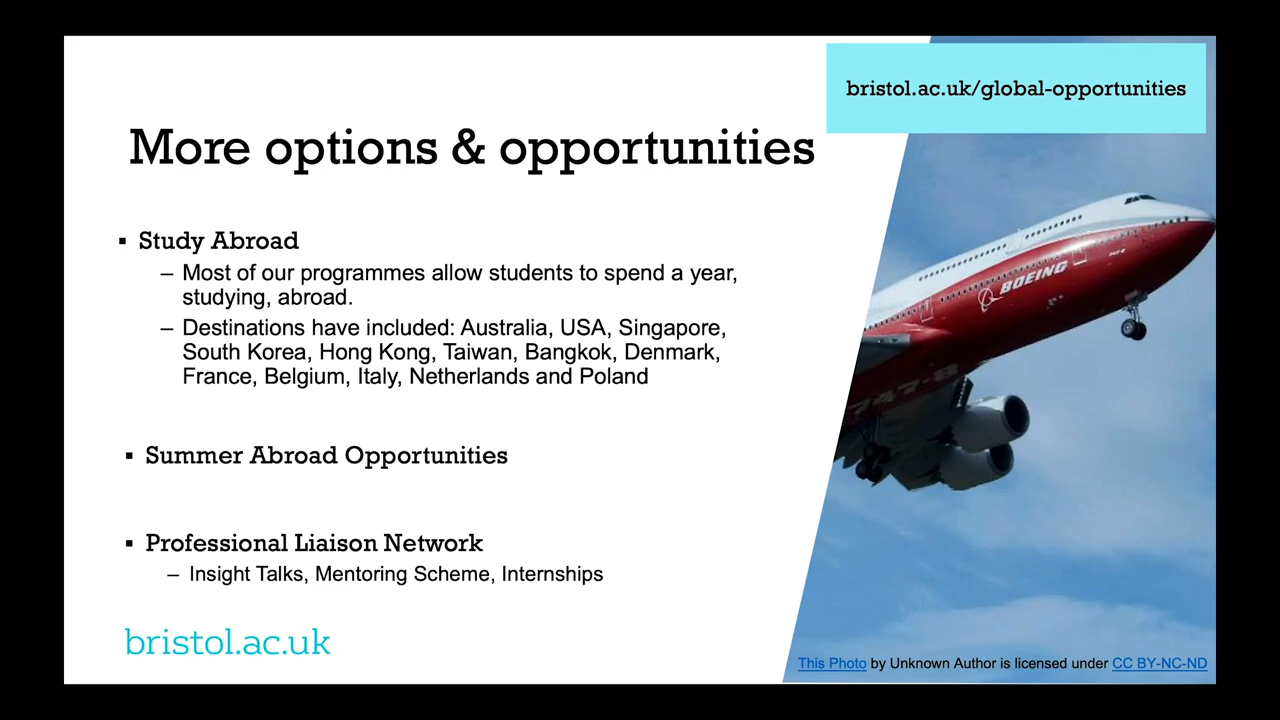 bristol.ac.uk/global-opportunities
More options & opportunities
▪ Study Abroad
– Most of our programmes allow students to spend a year,
studying, abroad.
– Destinations have included: Australia, USA, Singapore,
South Korea, Hong Kong, Taiwan, Bangkok, Denmark,
France, Belgium, Italy, Netherlands and Poland
▪ Summer Abroad Opportunities
▪ Professional Liaison Network
– Insight Talks, Mentoring Scheme, Internships
bristol.ac.uk
BOEING
747-8
This Photo by Unknown Author is licensed under CC BY-NC-ND